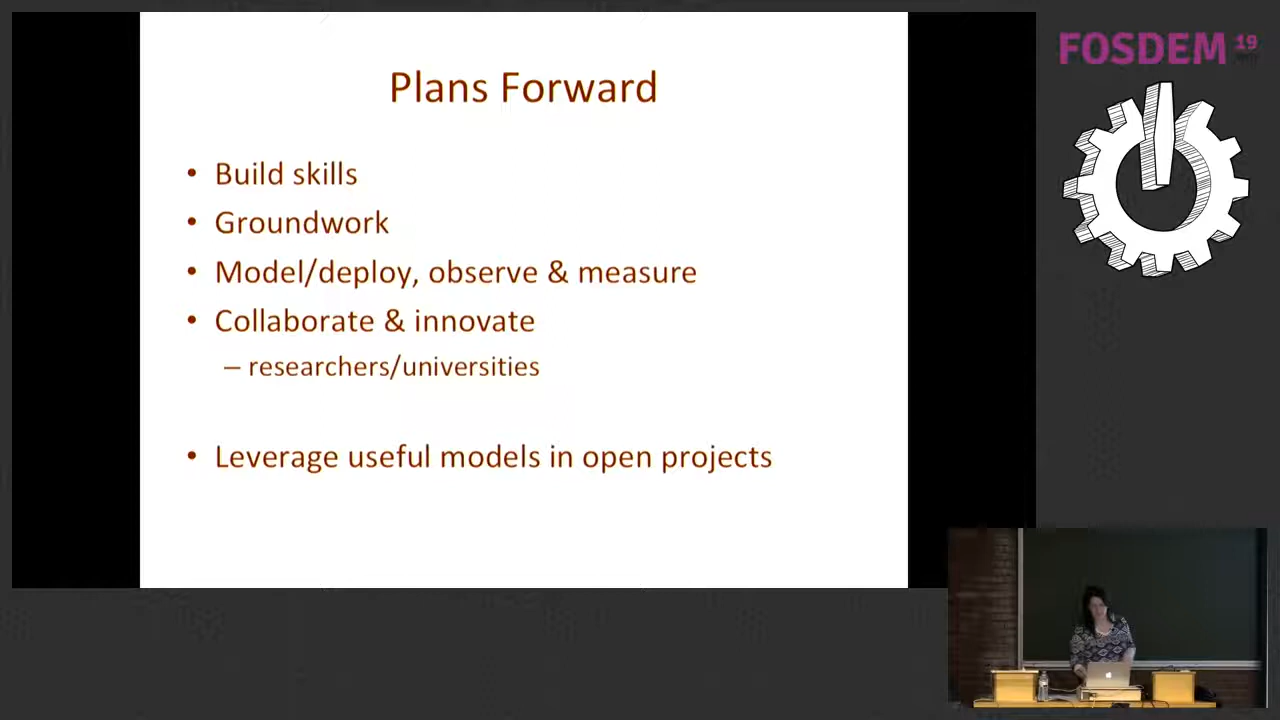 Plans Forward
• Build skills
• Groundwork
• Model/deploy, observe & measure
• Collaborate & innovate
– researchers/universities
• Leverage useful models in open projects
FOSDEM 19